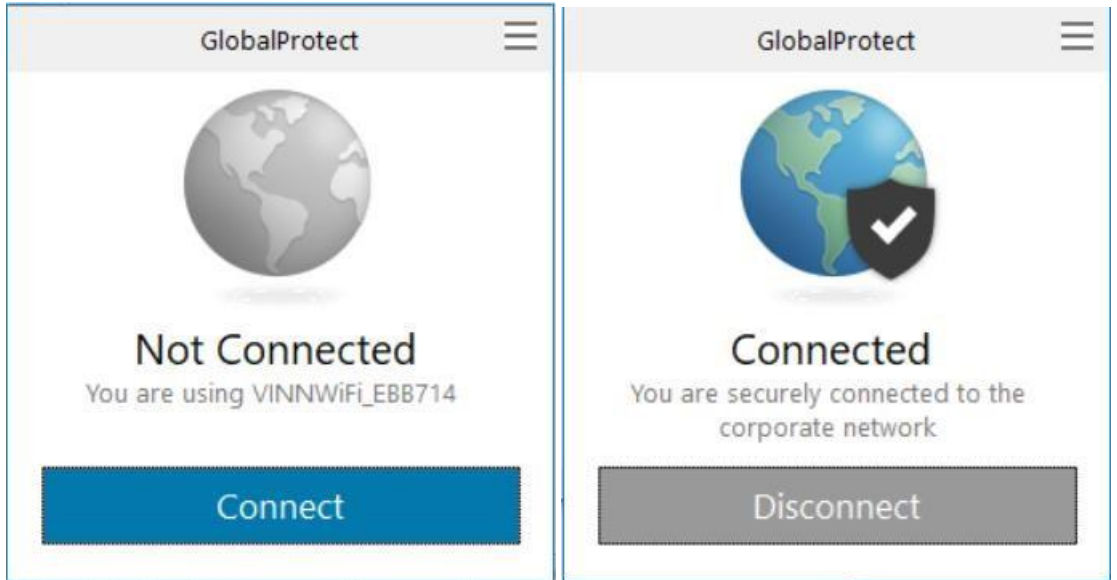 GlobalProtect
Not Connected
You are using VINNWiFi_EBB714
Connect
GlobalProtect
Connected
You are securely connected to the
corporate network
Disconnect